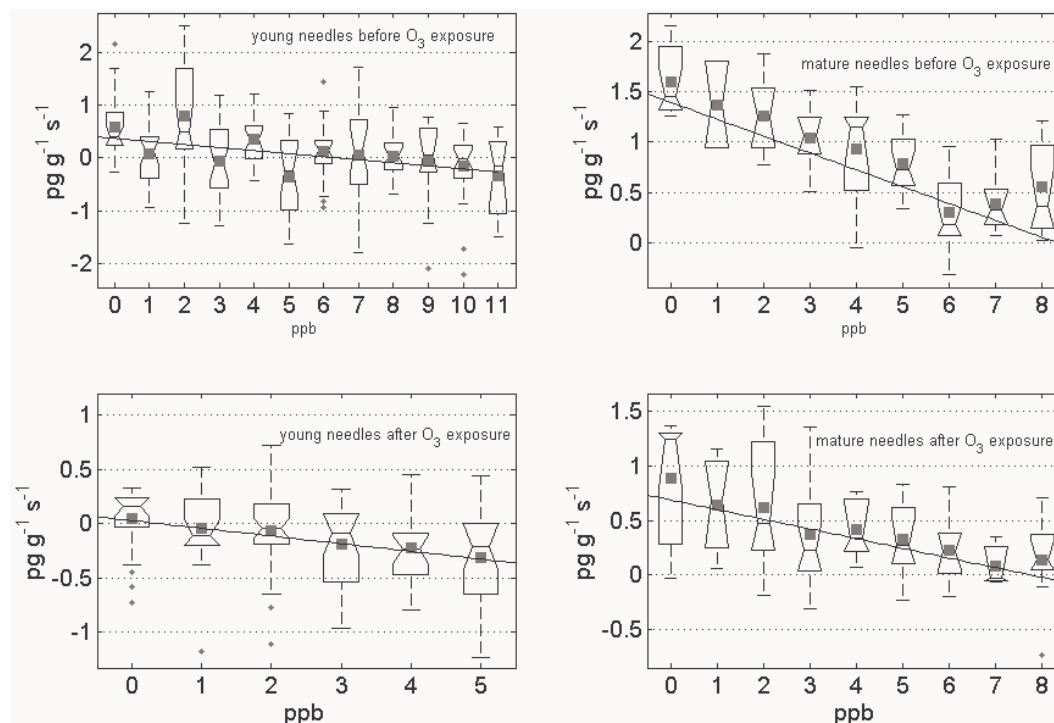 young needles before O3 exposure
pg g-1 s-1
2
1
0
-1
-2
0 1 2 3 4 5 6 7 8 9 10 11
ppb
mature needles before O3 exposure
pg g-1 s-1
2
1.5
1
0.5
0
0 1 2 3 4 5 6 7 8
ppb
young needles after O3 exposure
pg g-1 s-1
1
0.5
0
-0.5
-1
0 1 2 3 4 5
ppb
mature needles after O3 exposure
pg g-1 s-1
1.5
1
0.5
0
-0.5
0 1 2 3 4 5 6 7 8
ppb